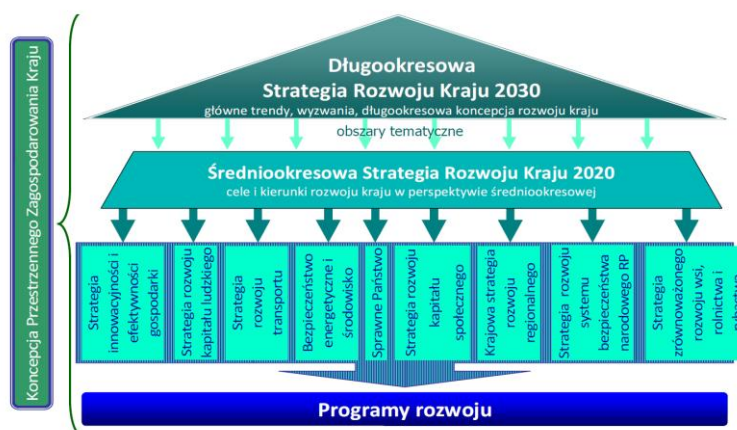 Koncepcja Przestrzennego Zagospodarowania Kraju
Długookresowa
Strategia Rozwoju Kraju 2030
główne trendy, wyzwania, długookresowa koncepcja rozwoju kraju
obszary tematyczne
Średniookresowa Strategia Rozwoju Kraju 2020
cele i kierunki rozwoju kraju w perspektywie średniookresowej
Strategia
innowacyjności i
efektywności
gospodarki
Strategia rozwoju
kapitału ludzkiego
Strategia
rozwoju
transportu
Bezpieczeństwo
energetyczne i
środowisko
Sprawne Państwo
Strategia rozwoju
kapitału
społecznego
Krajowa strategia
rozwoju
regionalnego
Strategia rozwoju
systemu
bezpieczeństwa
narodowego RP
Strategia
zrównoważonego
rozwoju wsi,
rolnictwa i
Programy rozwoju